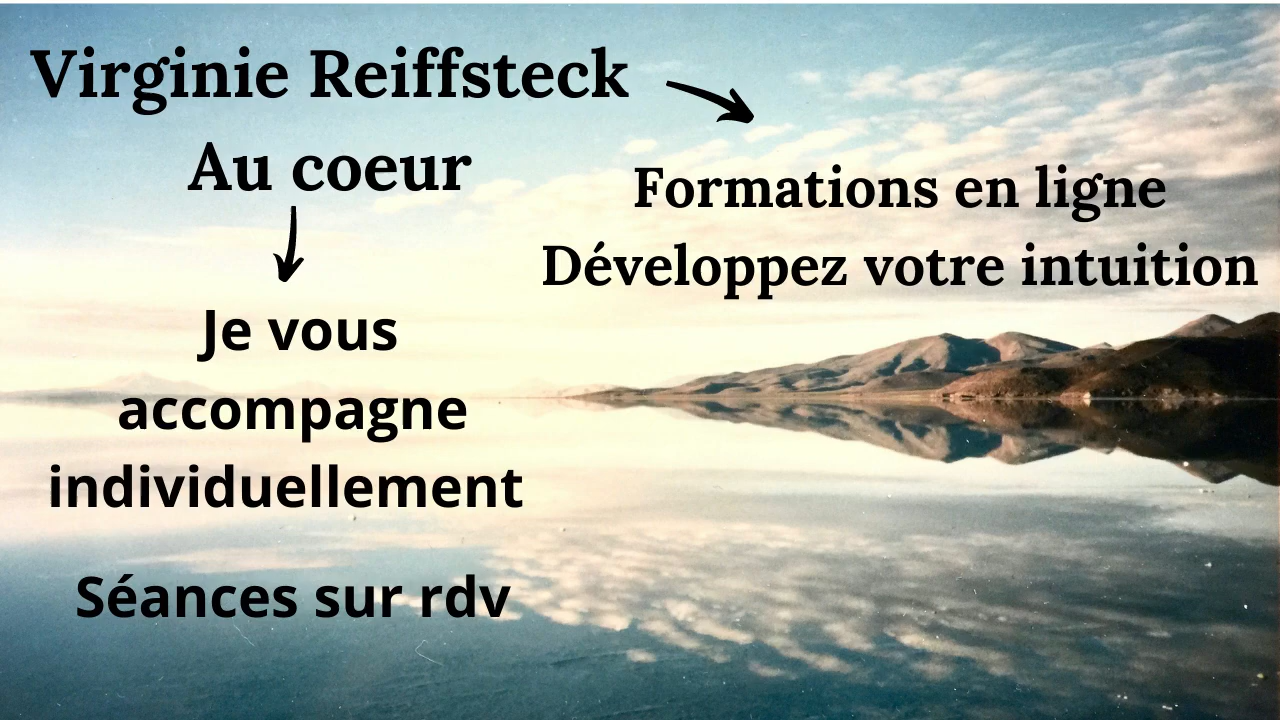 Virginie Reiffsteck
Au coeur
Je vous
accompagne
individuellement
Séances sur rdv
Formations en ligne
Développez votre intuition